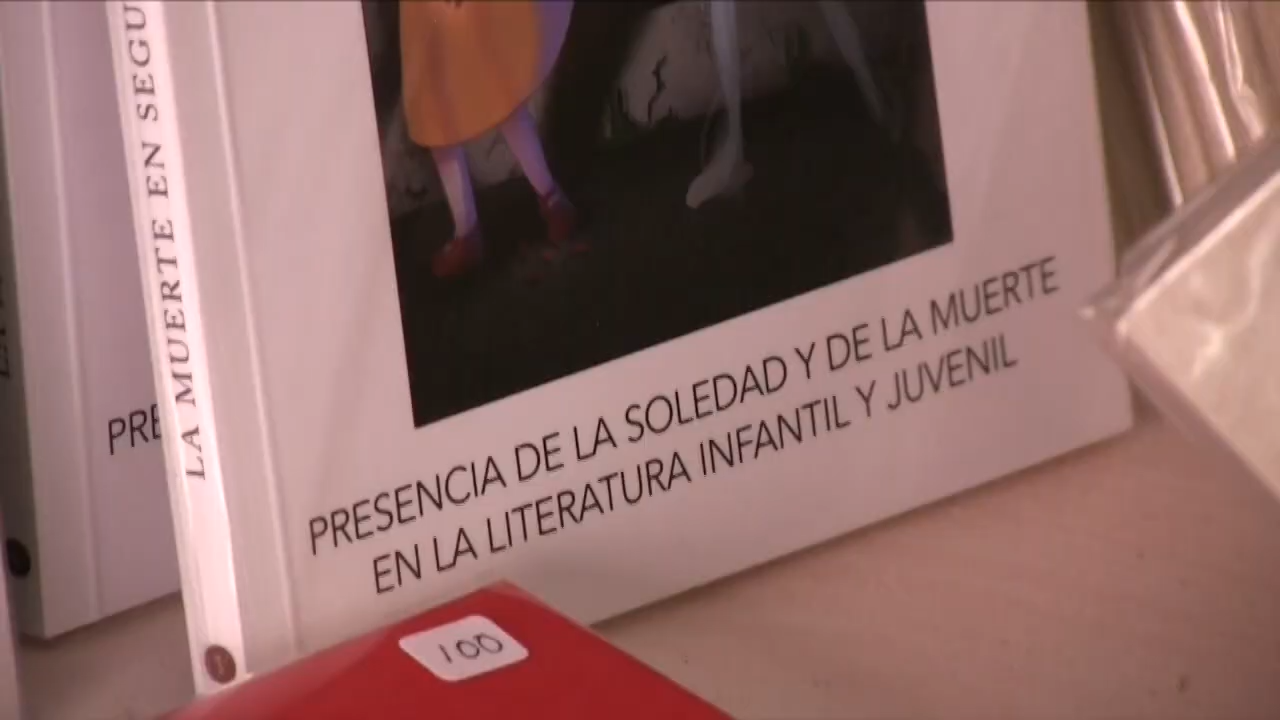 LA MUERTE EN SEGU
PRE
PRESENCIA DE LA SOLEDAD Y DE LA MUERTE
EN LA LITERATURA INFANTIL Y JUVENIL
100